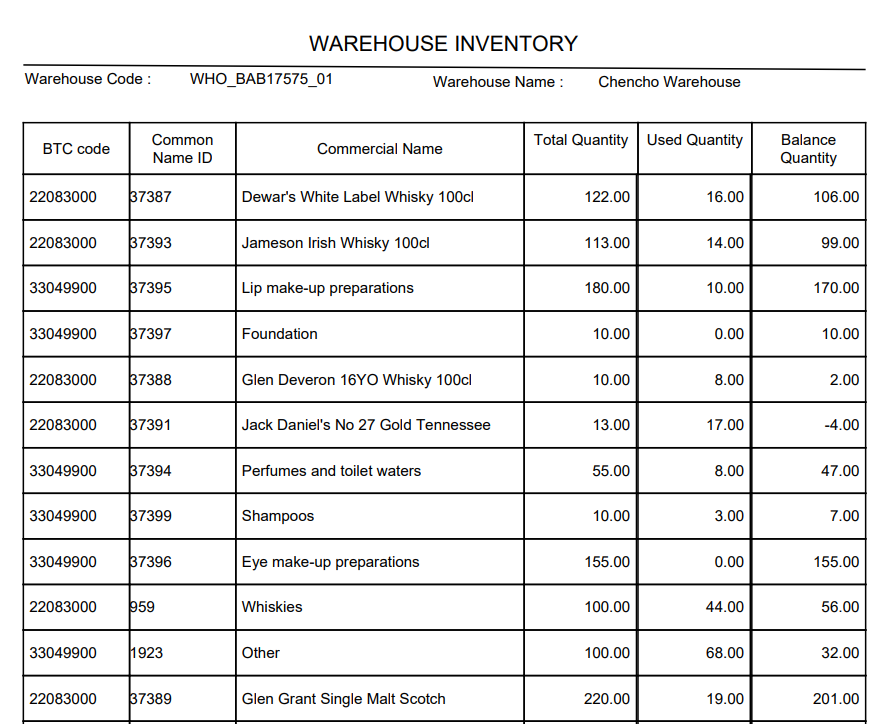 WAREHOUSE INVENTORY
Warehouse Code : WHO_BAB17575_01 Warehouse Name : Chencho Warehouse
BTC code Common Name ID Commercial Name Total Quantity Used Quantity Balance Quantity
22083000 37387 Dewar's White Label Whisky 100cl 122.00 16.00 106.00
22083000 37393 Jameson Irish Whisky 100cl 113.00 14.00 99.00
33049900 37395 Lip make-up preparations 180.00 10.00 170.00
33049900 37397 Foundation 10.00 0.00 10.00
22083000 37388 Glen Deveron 16YO Whisky 100cl 10.00 8.00 2.00
22083000 37391 Jack Daniel's No 27 Gold Tennessee 13.00 17.00 -4.00
33049900 37394 Perfumes and toilet waters 55.00 8.00 47.00
33049900 37399 Shampoos 10.00 3.00 7.00
33049900 37396 Eye make-up preparations 155.00 0.00 155.00
22083000 959 Whiskies 100.00 44.00 56.00
33049900 1923 Other 100.00 68.00 32.00
22083000 37389 Glen Grant Single Malt Scotch 220.00 19.00 201.00